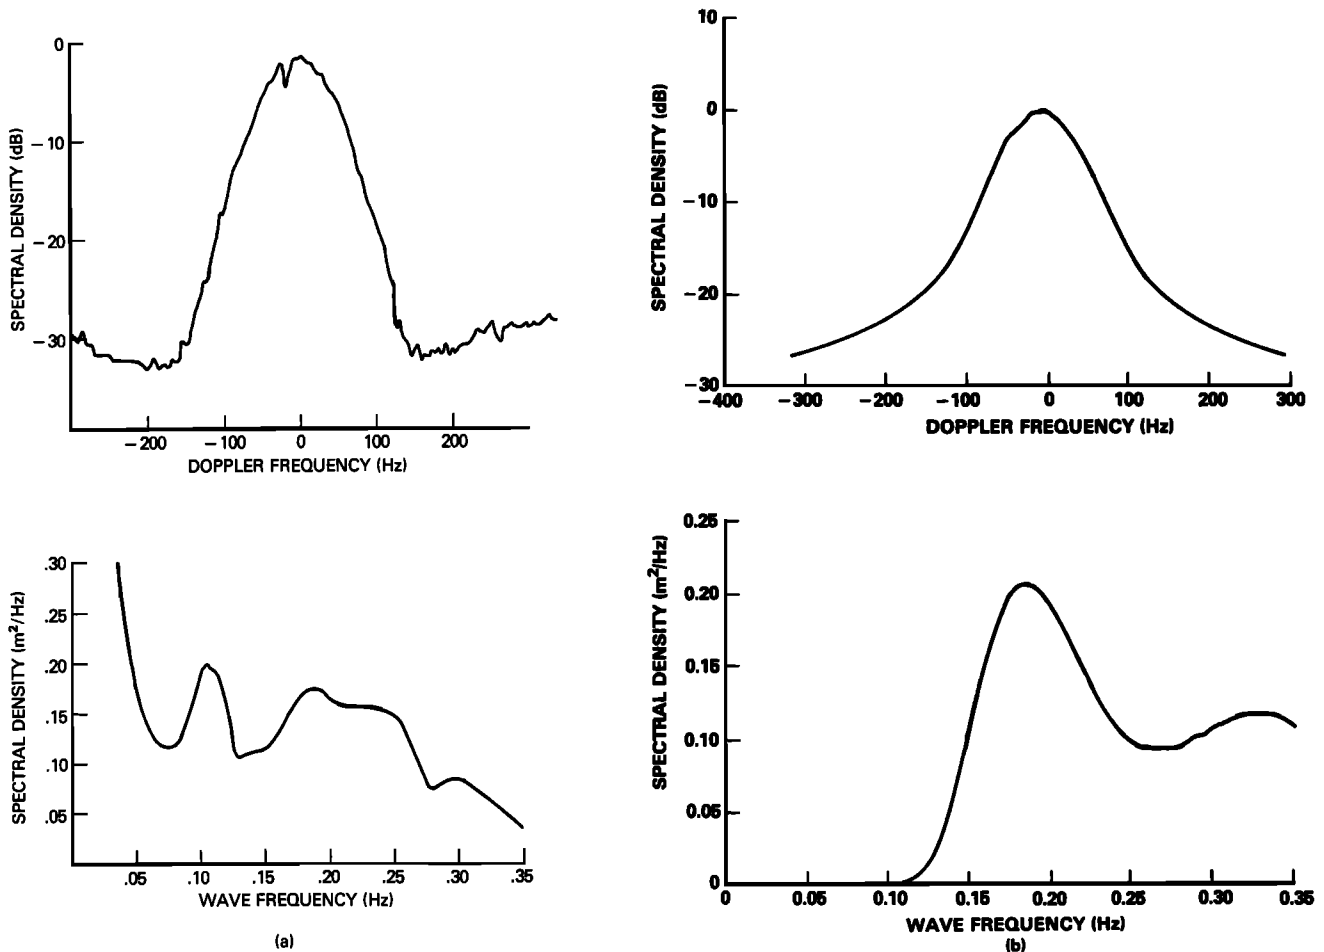 0
−10
−20
−30
SPECTRAL DENSITY (dB)
−200 −100 0 100 200
DOPPLER FREQUENCY (Hz)
10
0
−10
−20
−30
SPECTRAL DENSITY (dB)
−400 −300 −200 −100 0 100 200 300
DOPPLER FREQUENCY (Hz)
.30
.25
.20
.15
.10
.05
SPECTRAL DENSITY (m²/Hz)
.05 .10 .15 .20 .25 .30 .35
WAVE FREQUENCY (Hz)
(a)
0.25
0.20
0.15
0.10
0.05
0
SPECTRAL DENSITY (m²/Hz)
0 0.05 0.10 0.15 0.20 0.25 0.30 0.35
WAVE FREQUENCY (Hz)
(b)